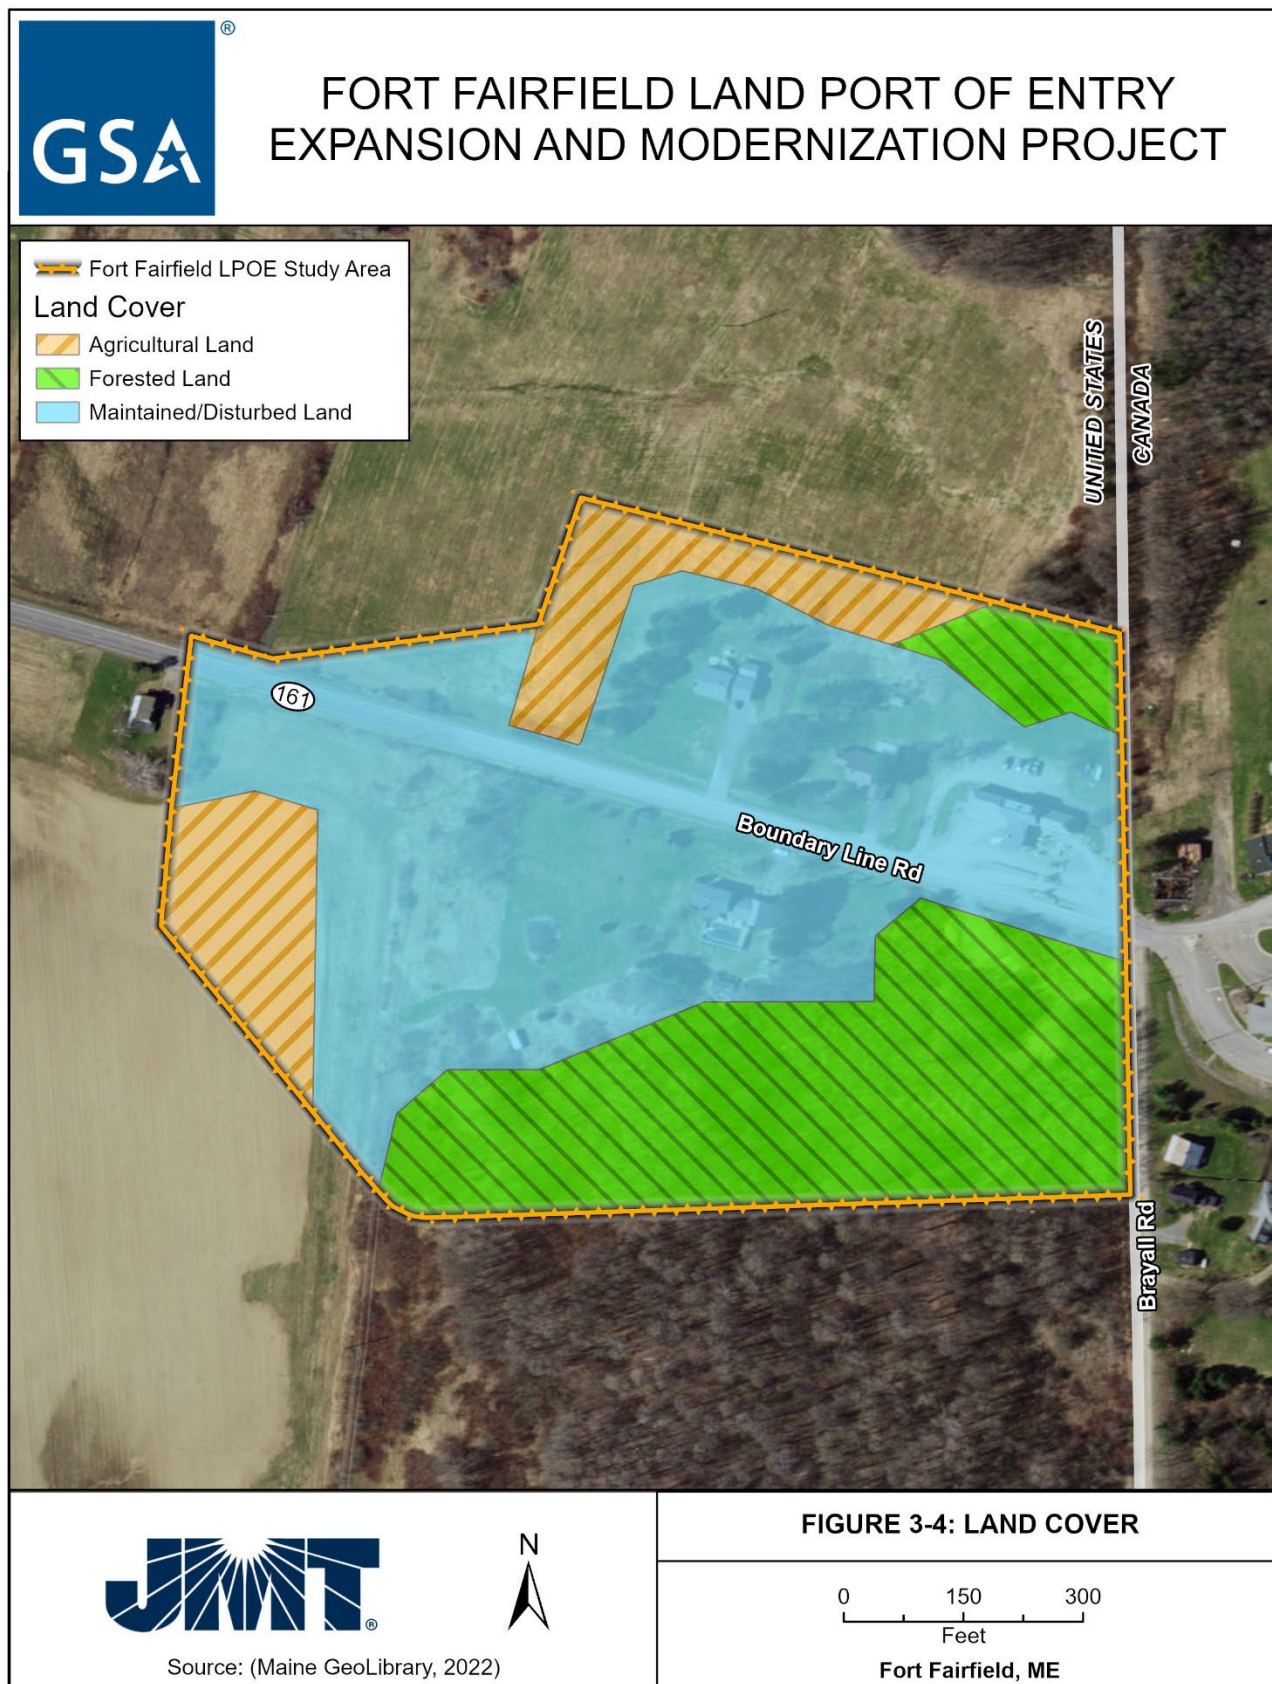 GSA
®
FORT FAIRFIELD LAND PORT OF ENTRY
EXPANSION AND MODERNIZATION PROJECT
Fort Fairfield LPOE Study Area
Land Cover
Agricultural Land
Forested Land
Maintained/Disturbed Land
UNITED STATES
CANADA
161
Boundary Line Rd
Brayall Rd
JMT
®
Source: (Maine GeoLibrary, 2022)
N
FIGURE 3-4: LAND COVER
0 150 300
Feet
Fort Fairfield, ME